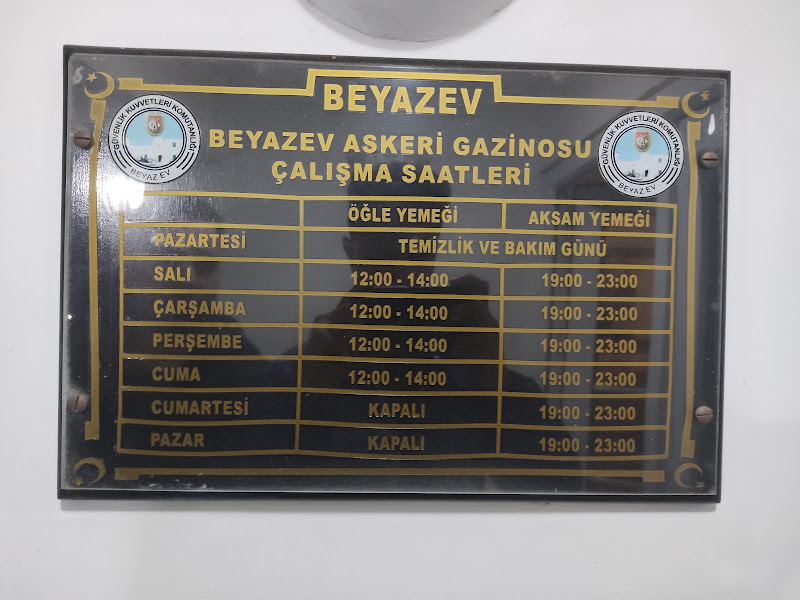 BEYAZEV
BEYAZEV ASKERİ GAZİNOSU
ÇALIŞMA SAATLERİ
GÜVENLİK KUVVETLERİ KOMUTANLIĞI
BEYAZ EV
GÜVENLİK KUVVETLERİ KOMUTANLIĞI
BEYAZ EV
ÖĞLE YEMEĞİ AKSAM YEMEĞİ
PAZARTESİ TEMİZLİK VE BAKIM GÜNÜ
SALI 12:00 - 14:00 19:00 - 23:00
ÇARŞAMBA 12:00 - 14:00 19:00 - 23:00
PERŞEMBE 12:00 - 14:00 19:00 - 23:00
CUMA 12:00 - 14:00 19:00 - 23:00
CUMARTESİ KAPALI 19:00 - 23:00
PAZAR KAPALI 19:00 - 23:00